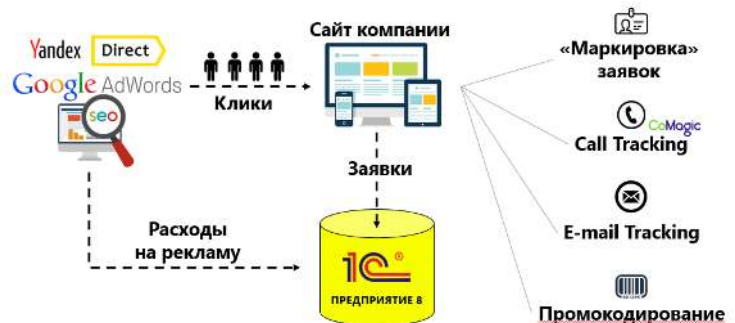 Yandex Direct
Google AdWords
seo
Клики
Сайт компании
Заявки
Расходы
на рекламу
1С®
ПРЕДПРИЯТИЕ 8
«Маркировка»
заявок
CoMagic
Call Tracking
E-mail Tracking
Промокодирование